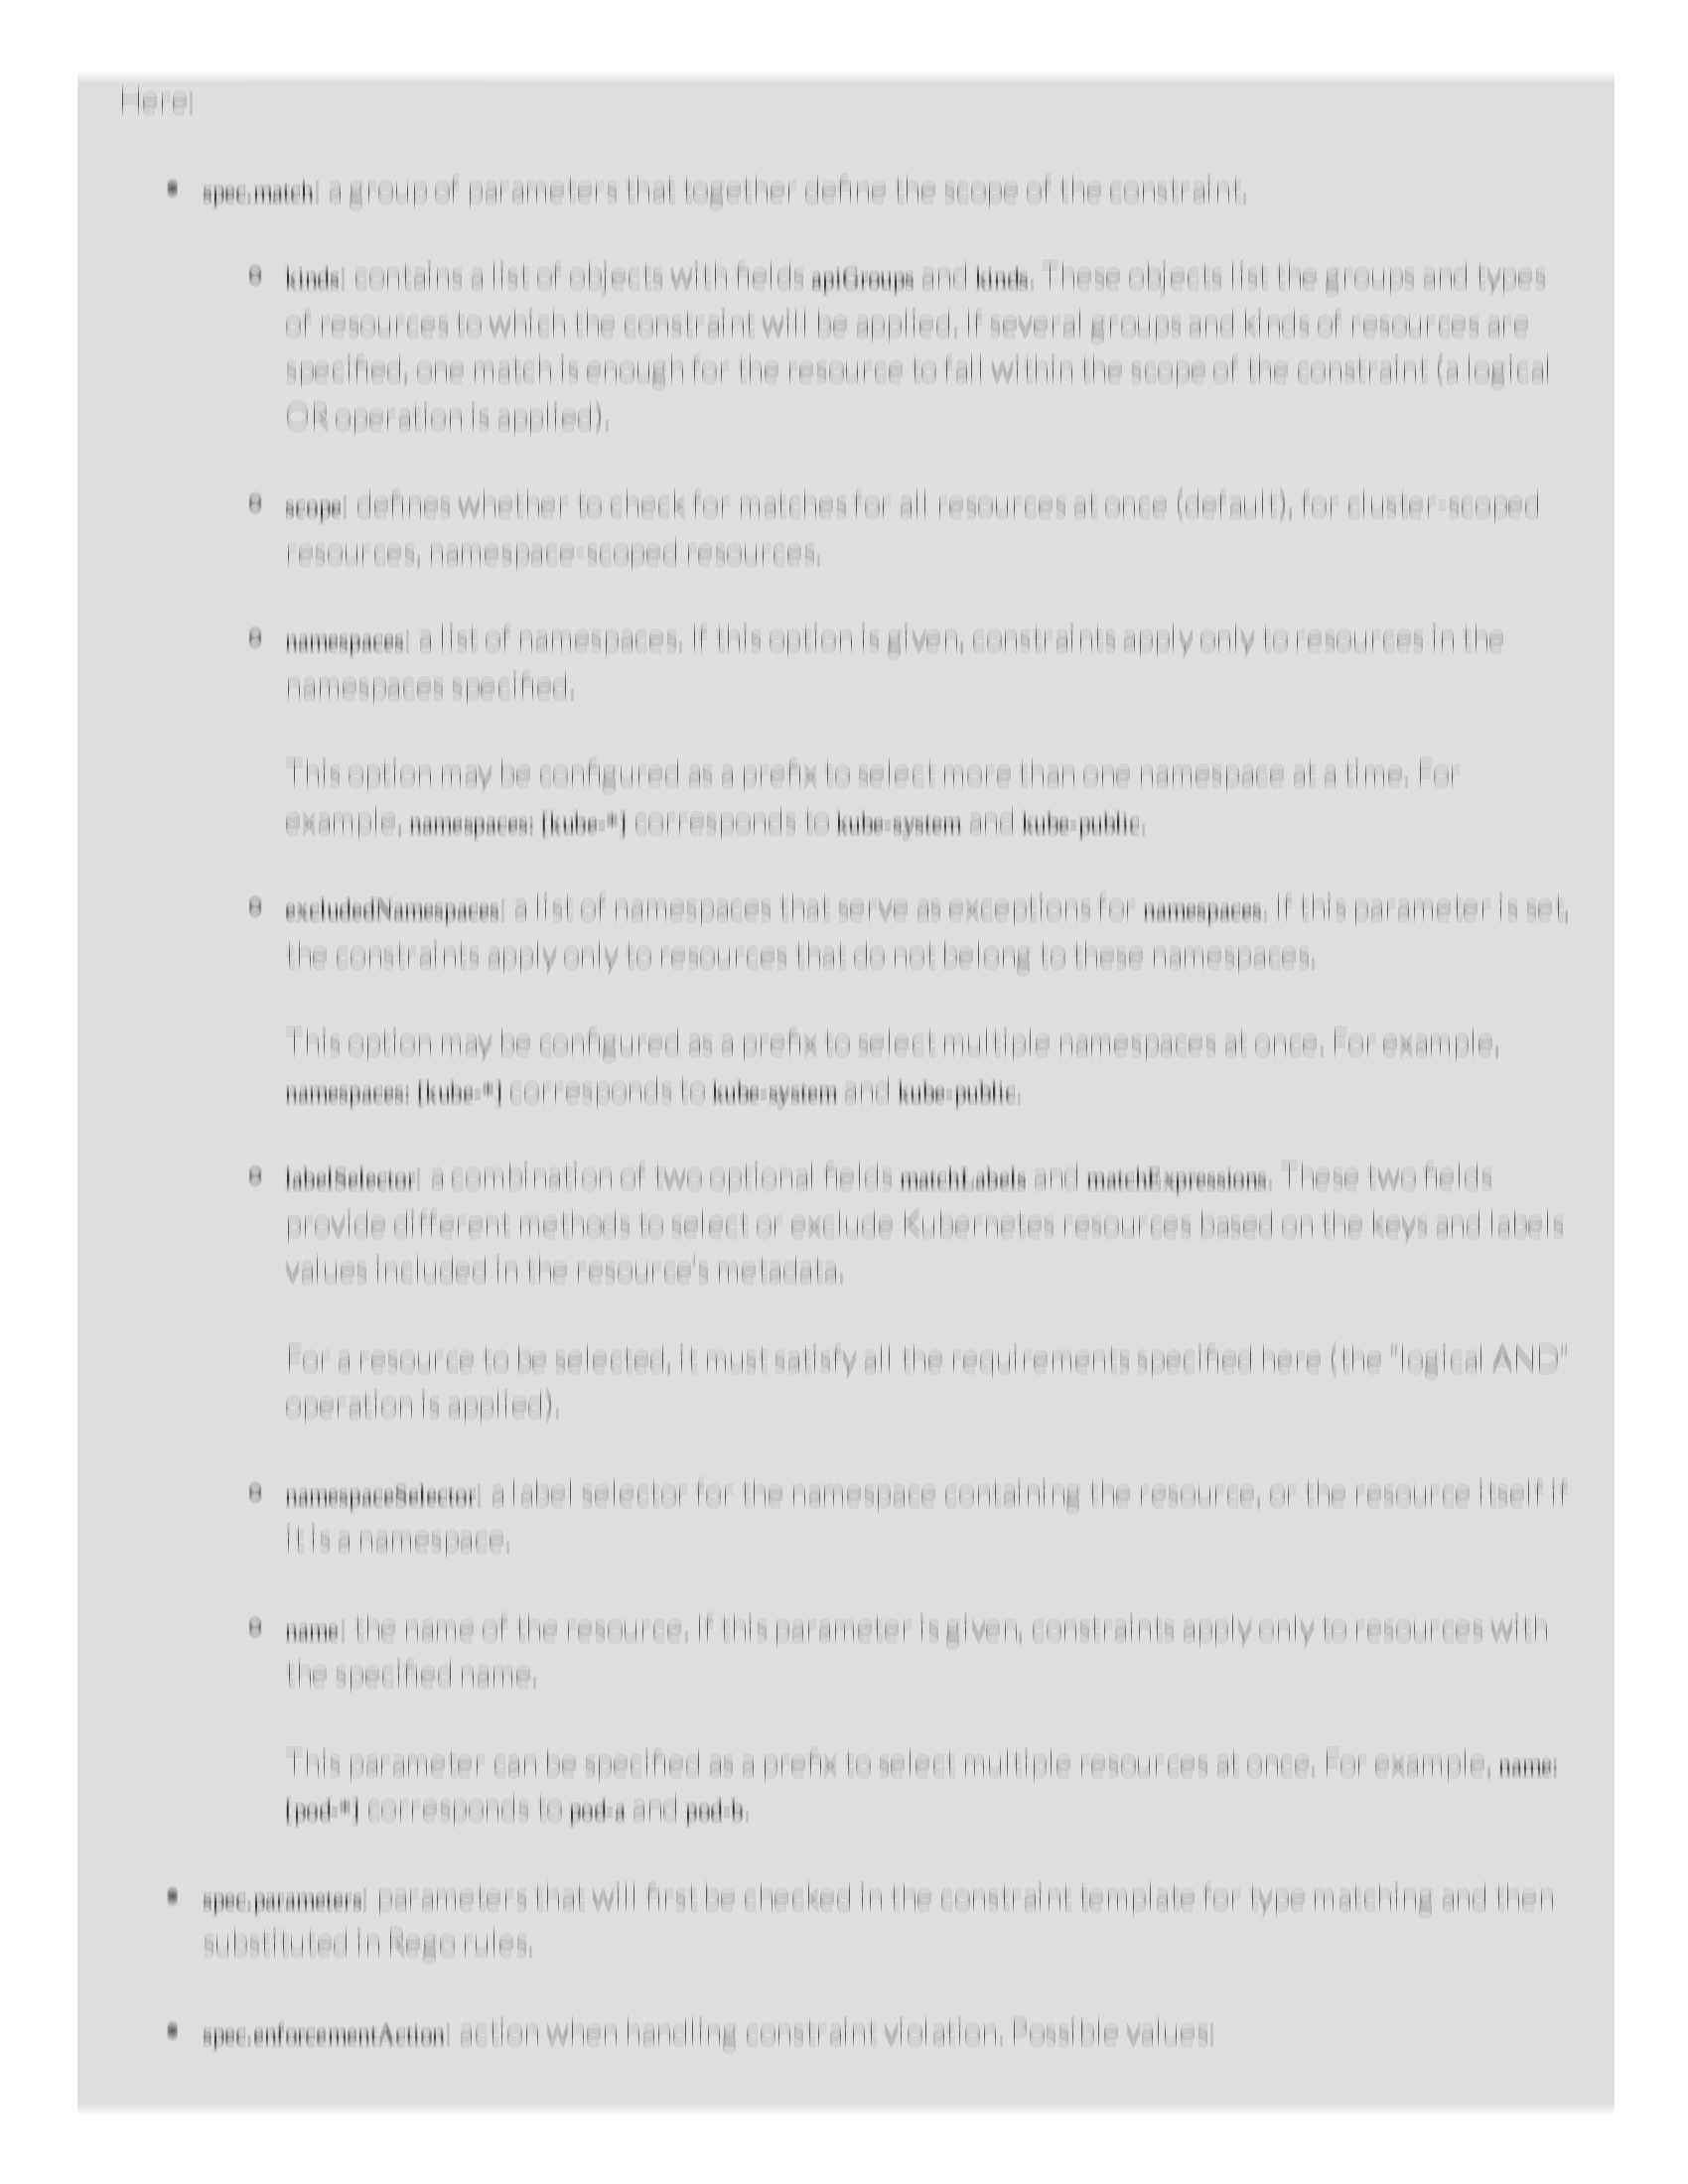 Here:
• spec.match: a group of parameters that together define the scope of the constraint.
o kinds: contains a list of objects with fields apiGroups and kinds. These objects list the groups and types
of resources to which the constraint will be applied. If several groups and kinds of resources are
specified, one match is enough for the resource to fall within the scope of the constraint (a logical
OR operation is applied).
o scope: defines whether to check for matches for all resources at once (default), for cluster-scoped
resources, namespace-scoped resources.
o namespaces: a list of namespaces. If this option is given, constraints apply only to resources in the
namespaces specified.
This option may be configured as a prefix to select more than one namespace at a time. For
example, namespaces: [kube-*] corresponds to kube-system and kube-public.
o excludedNamespaces: a list of namespaces that serve as exceptions for namespaces. If this parameter is set,
the constraints apply only to resources that do not belong to these namespaces.
This option may be configured as a prefix to select multiple namespaces at once. For example,
namespaces: [kube-*] corresponds to kube-system and kube-public.
o labelSelector: a combination of two optional fields matchLabels and matchExpressions. These two fields
provide different methods to select or exclude Kubernetes resources based on the keys and labels
values included in the resource's metadata.
For a resource to be selected, it must satisfy all the requirements specified here (the "logical AND"
operation is applied).
o namespaceSelector: a label selector for the namespace containing the resource, or the resource itself if
it is a namespace.
o name: the name of the resource. If this parameter is given, constraints apply only to resources with
the specified name.
This parameter can be specified as a prefix to select multiple resources at once. For example, name:
[pod-*] corresponds to pod-a and pod-b.
• spec.parameters: parameters that will first be checked in the constraint template for type matching and then
substituted in Rego rules.
• spec.enforcementAction: action when handling constraint violation. Possible values: